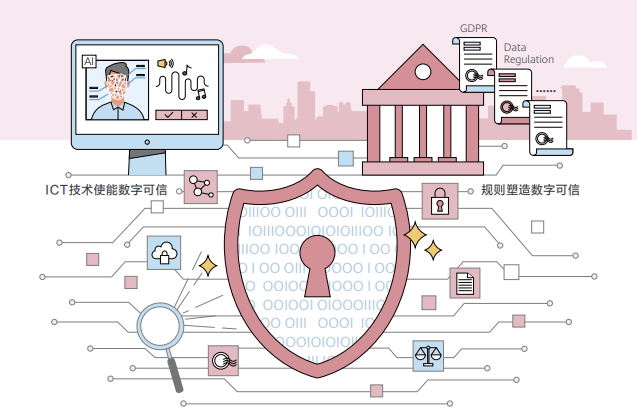 GDPR
Data
Regulation
......
AI
ICT技术使能数字可信
规则塑造数字可信